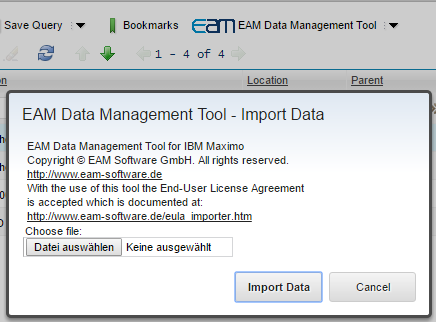 Save Query Bookmarks eam EAM Data Management Tool
1 - 4 of 4
Location Parent
EAM Data Management Tool - Import Data
EAM Data Management Tool for IBM Maximo
Copyright © EAM Software GmbH. All rights reserved.
http://www.eam-software.de
With the use of this tool the End-User License Agreement
is accepted which is documented at:
http://www.eam-software.de/eula_importer.htm
Choose file:
Datei auswählen Keine ausgewählt
Import Data Cancel